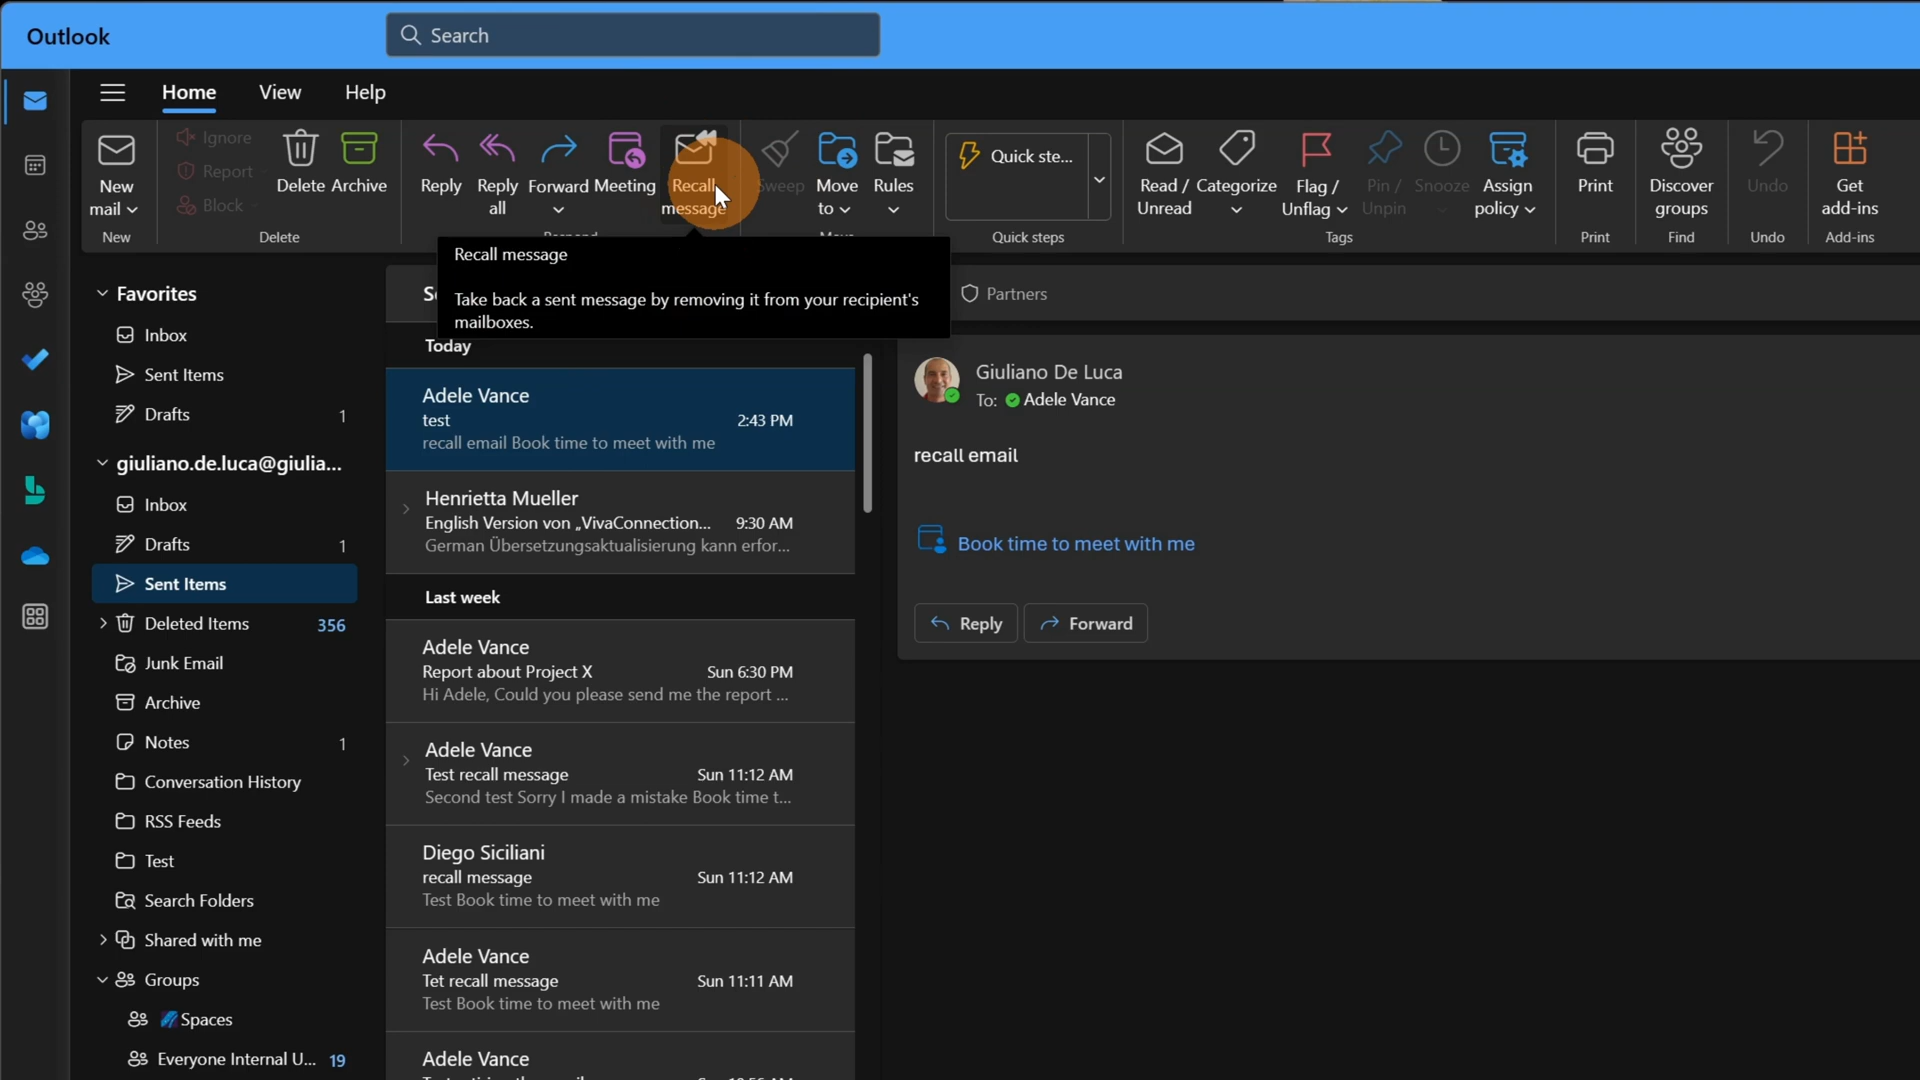 Outlook
Search
Home View Help
New mail
Ignore
Report
Block
Delete
Archive
Reply
Reply all
Forward
Meeting
Recall message
Sweep
Move to
Rules
Quick ste...
Read / Unread
Categorize
Flag / Unflag
Pin / Unpin
Snooze
Assign policy
Print
Discover groups
Undo
Get add-ins
New
Delete
Quick steps
Tags
Print
Find
Undo
Add-ins
Recall message
Take back a sent message by removing it from your recipient's
mailboxes.
Favorites
Inbox
Sent Items
Drafts 1
giuliano.de.luca@giulia...
Inbox
Drafts 1
Sent Items
Deleted Items 356
Junk Email
Archive
Notes 1
Conversation History
RSS Feeds
Test
Search Folders
Shared with me
Groups
Spaces
Everyone Internal U... 19
Today
Adele Vance
test 2:43 PM
recall email Book time to meet with me
Henrietta Mueller
English Version von „VivaConnection... 9:30 AM
German Übersetzungsaktualisierung kann erfor...
Last week
Adele Vance
Report about Project X Sun 6:30 PM
Hi Adele, Could you please send me the report ...
Adele Vance
Test recall message Sun 11:12 AM
Second test Sorry I made a mistake Book time t...
Diego Siciliani
recall message Sun 11:12 AM
Test Book time to meet with me
Adele Vance
Tet recall message Sun 11:11 AM
Test Book time to meet with me
Adele Vance
Partners
Giuliano De Luca
To: Adele Vance
recall email
Book time to meet with me
Reply Forward